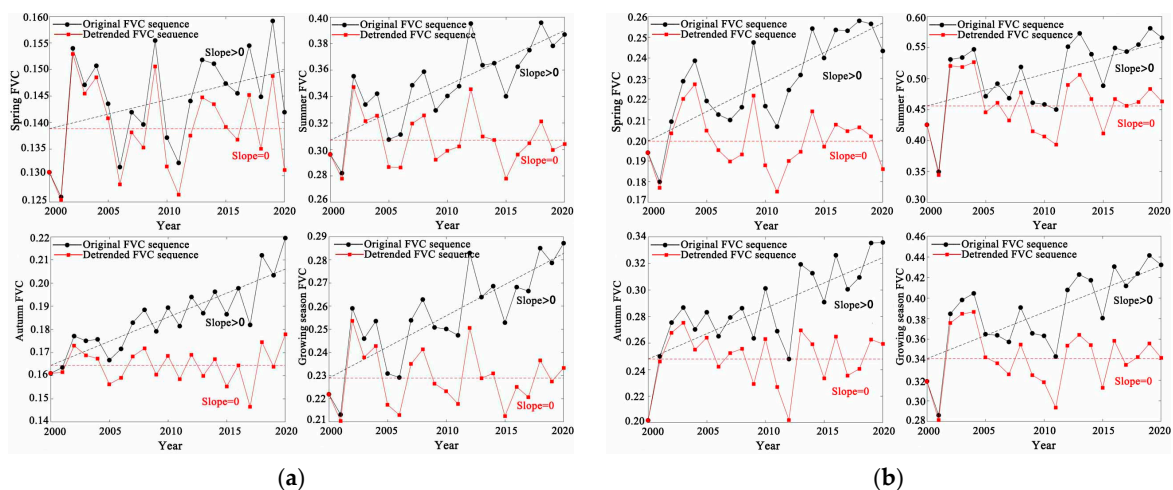 0.160
0.155
0.150
0.145
0.140
0.135
0.130
0.125
Spring FVC
Original FVC sequence
Detrended FVC sequence
Slope>0
Slope=0
2000 2005 2010 2015 2020
Year
0.40
0.38
0.36
0.34
0.32
0.30
0.28
0.26
Summer FVC
Original FVC sequence
Detrended FVC sequence
Slope>0
Slope=0
2000 2005 2010 2015 2020
Year
0.26
0.25
0.24
0.23
0.22
0.21
0.20
0.19
0.18
0.17
Spring FVC
Original FVC sequence
Detrended FVC sequence
Slope>0
Slope=0
2000 2005 2010 2015 2020
Year
0.60
0.55
0.50
0.45
0.40
0.35
0.30
Summer FVC
Original FVC sequence
Detrended FVC sequence
Slope>0
Slope=0
2000 2005 2010 2015 2020
Year
0.22
0.21
0.20
0.19
0.18
0.17
0.16
0.15
0.14
Autumn FVC
Original FVC sequence
Detrended FVC sequence
Slope>0
Slope=0
2000 2005 2010 2015 2020
Year
0.29
0.28
0.27
0.26
0.25
0.24
0.23
0.22
0.21
Growing season FVC
Original FVC sequence
Detrended FVC sequence
Slope>0
Slope=0
2000 2005 2010 2015 2020
Year
0.34
0.32
0.30
0.28
0.26
0.24
0.22
0.20
Autumn FVC
Original FVC sequence
Detrended FVC sequence
Slope>0
Slope=0
2000 2005 2010 2015 2020
Year
0.46
0.44
0.42
0.40
0.38
0.36
0.34
0.32
0.30
0.28
Growing season FVC
Original FVC sequence
Detrended FVC sequence
Slope>0
Slope=0
2000 2005 2010 2015 2020
Year
(a)
(b)